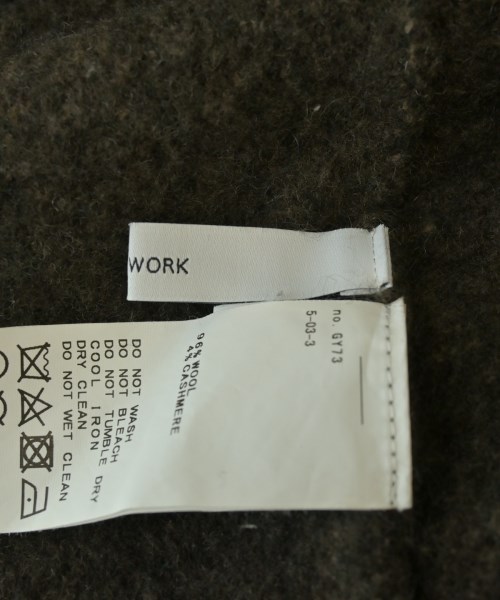 WORK
no. GY73
5-03-3
96% WOOL
4% CASHMERE
DO NOT WASH
DO NOT BLEACH
DO NOT TUMBLE DRY
COOL IRON
DRY CLEAN
DO NOT WET CLEAN